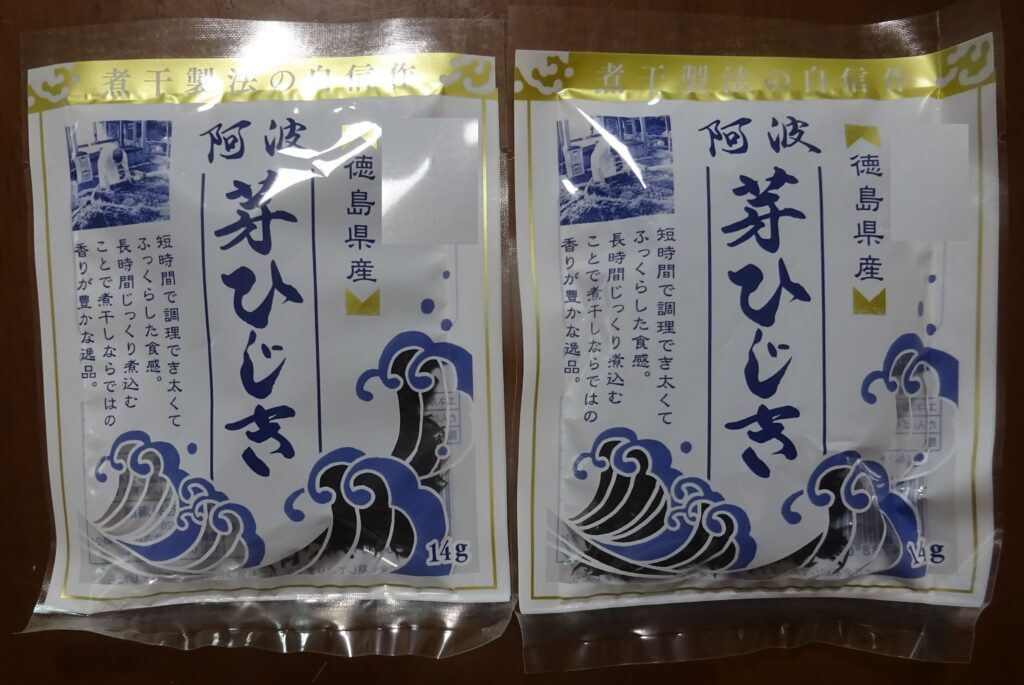 煮干製法の自信作
阿波
芽ひじき
徳島県産
短時間で調理でき太くて
ふっくらした食感。
長時間じっくり煮込む
ことで煮干しならではの
香りが豊かな逸品。
14g
煮干製法の自信作
阿波
芽ひじき
徳島県産
短時間で調理でき太くて
ふっくらした食感。
長時間じっくり煮込む
ことで煮干しならではの
香りが豊かな逸品。
14g